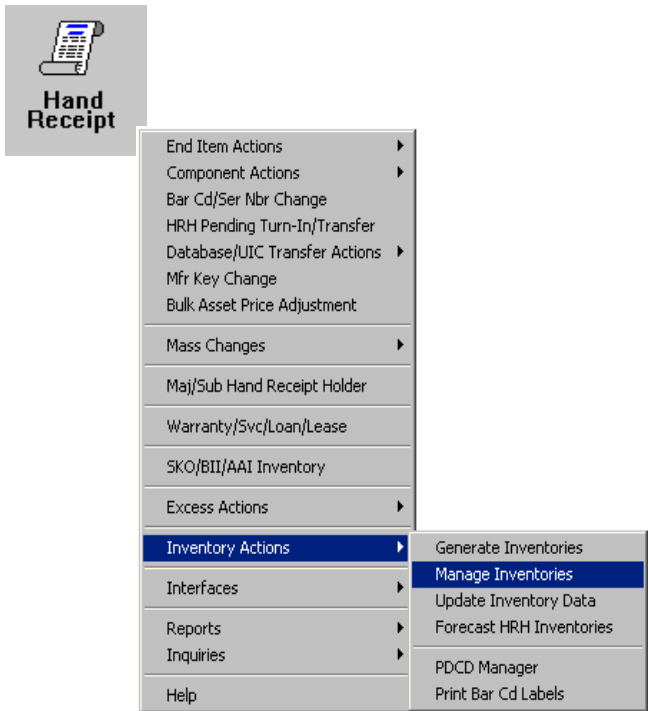 Hand
Receipt
End Item Actions
Component Actions
Bar Cd/Ser Nbr Change
HRH Pending Turn-In/Transfer
Database/UIC Transfer Actions
Mfr Key Change
Bulk Asset Price Adjustment
Mass Changes
Maj/Sub Hand Receipt Holder
Warranty/Svc/Loan/Lease
SKO/BII/AAI Inventory
Excess Actions
Inventory Actions
Interfaces
Reports
Inquiries
Help
Generate Inventories
Manage Inventories
Update Inventory Data
Forecast HRH Inventories
PDCD Manager
Print Bar Cd Labels